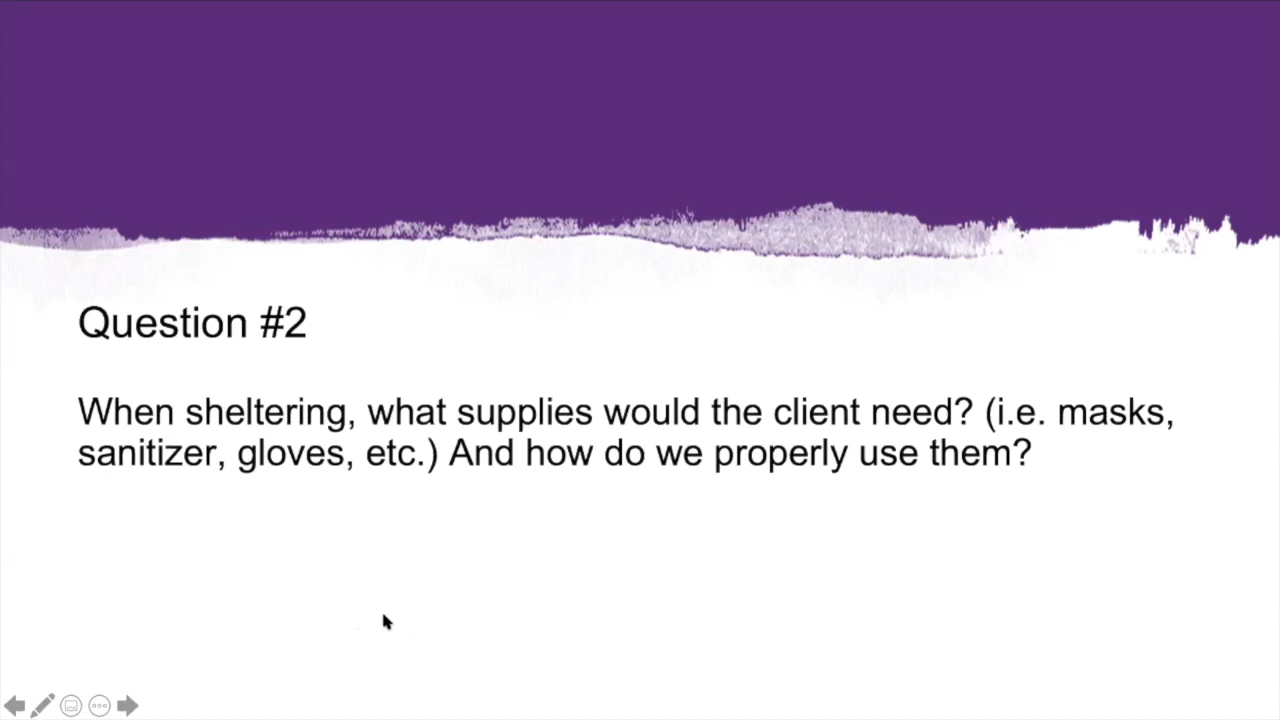 Question #2
When sheltering, what supplies would the client need? (i.e. masks,
sanitizer, gloves, etc.) And how do we properly use them?